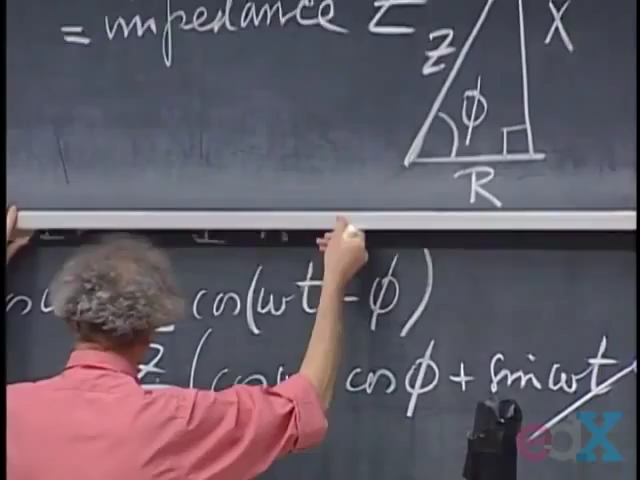 = impedance Z
Z
X
φ
R
cos(ωt - φ)
cos φ + sin ωt
edX